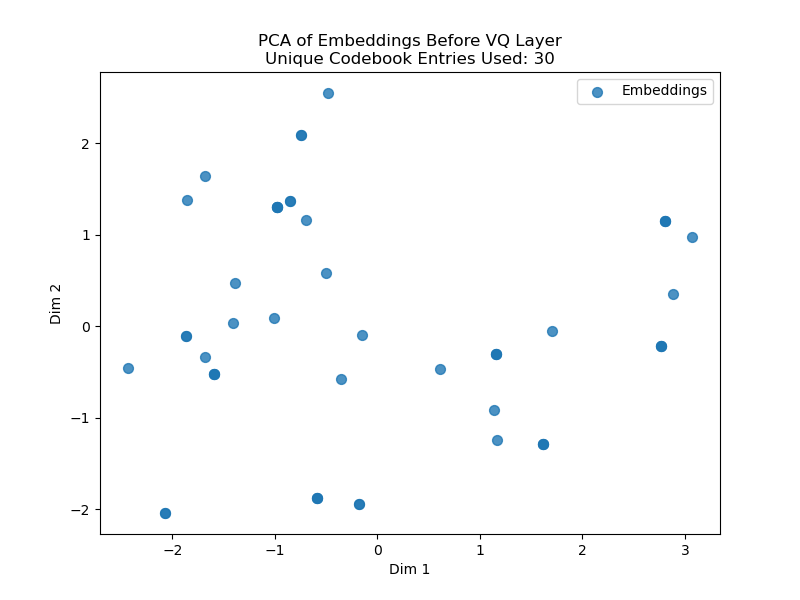 PCA of Embeddings Before VQ Layer
Unique Codebook Entries Used: 30
Embeddings
2
1
0
−1
−2
Dim 2
−2
−1
0
1
2
3
Dim 1